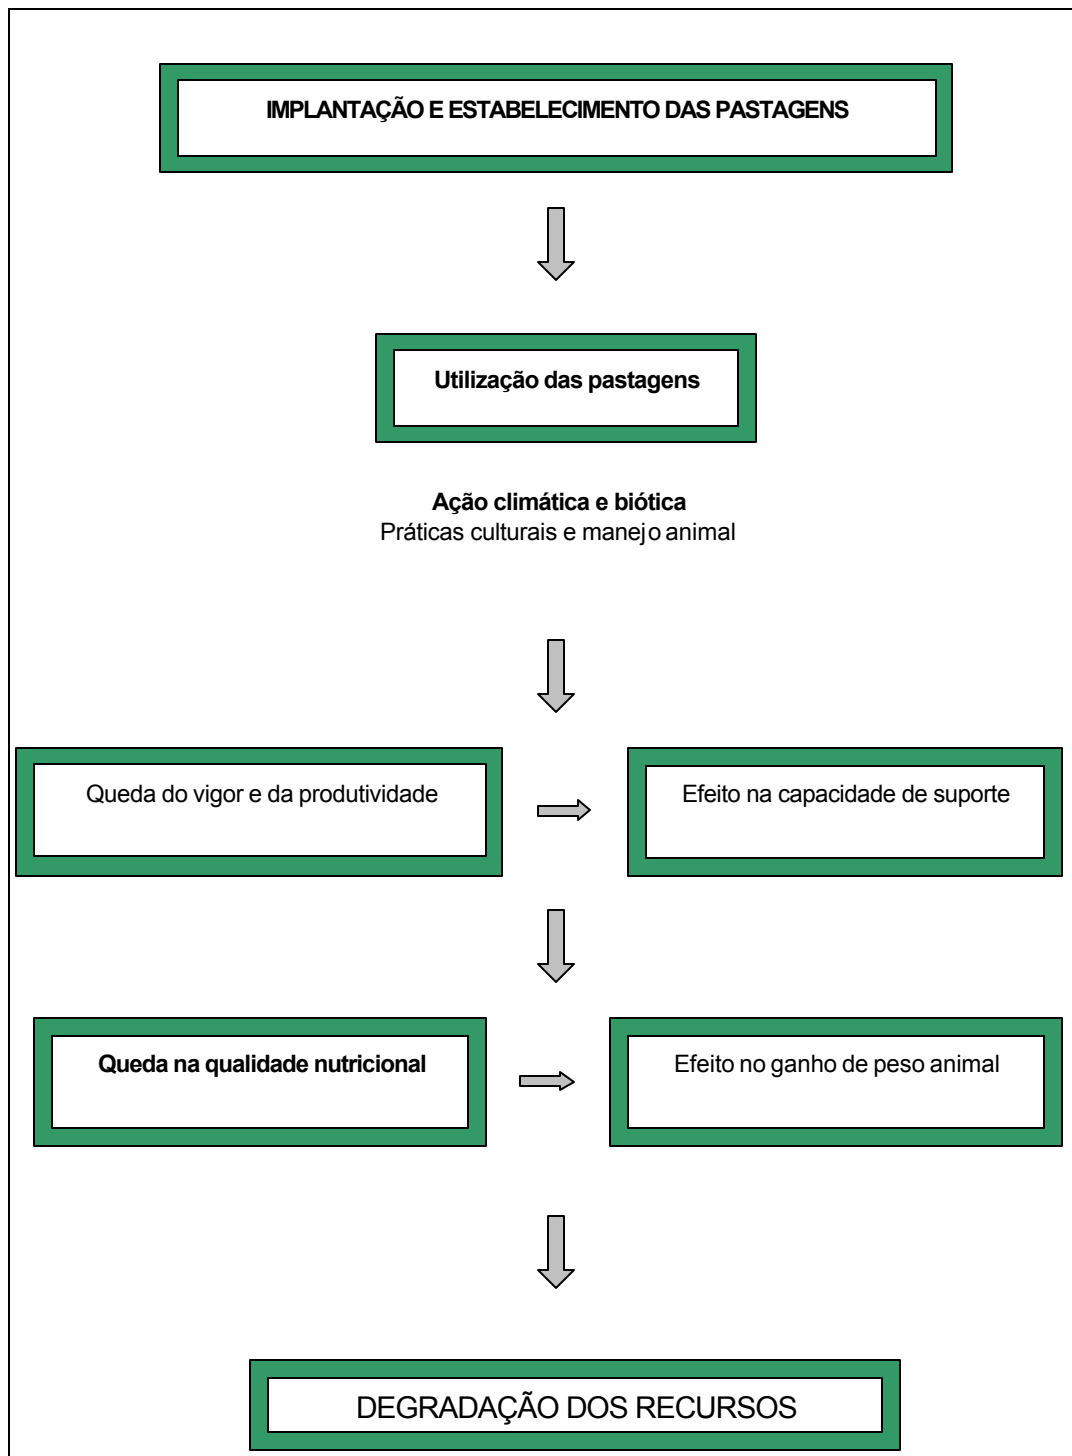 IMPLANTAÇÃO E ESTABELECIMENTO DAS PASTAGENS
Utilização das pastagens
Ação climática e biótica
Práticas culturais e manejo animal
Queda do vigor e da produtividade
Efeito na capacidade de suporte
Queda na qualidade nutricional
Efeito no ganho de peso animal
DEGRADAÇÃO DOS RECURSOS